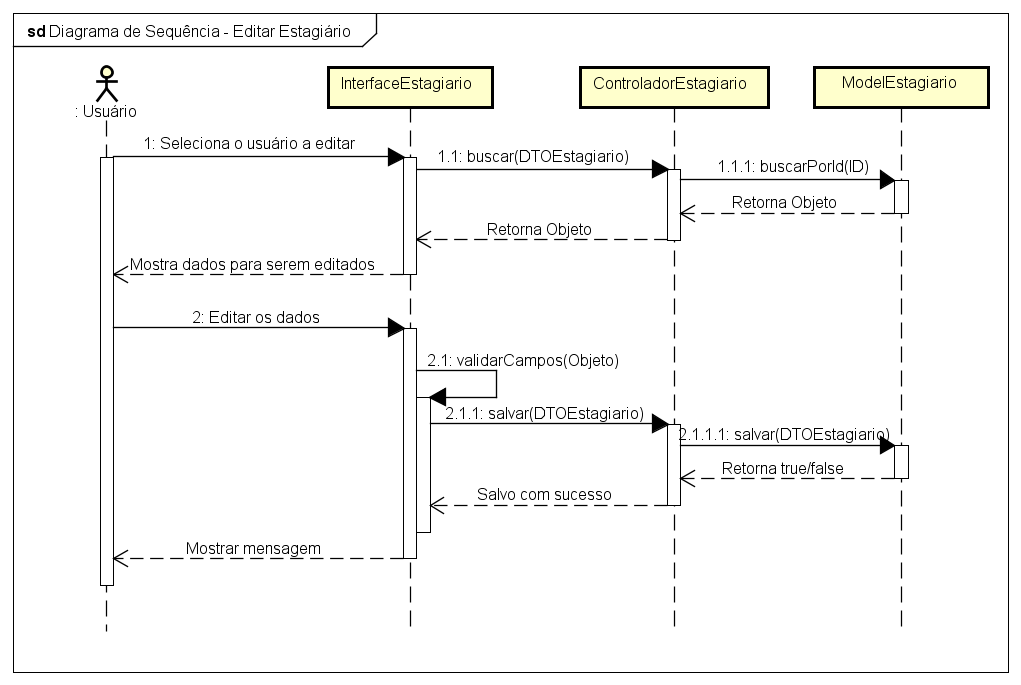 sd Diagrama de Sequência - Editar Estagiário
: Usuário
InterfaceEstagiario
ControladorEstagiario
ModelEstagiario
1: Seleciona o usuário a editar
1.1: buscar(DTOEstagiario)
1.1.1: buscarPorId(ID)
Retorna Objeto
Retorna Objeto
Mostra dados para serem editados
2: Editar os dados
2.1: validarCampos(Objeto)
2.1.1: salvar(DTOEstagiario)
2.1.1.1: salvar(DTOEstagiario)
Retorna true/false
Salvo com sucesso
Mostrar mensagem